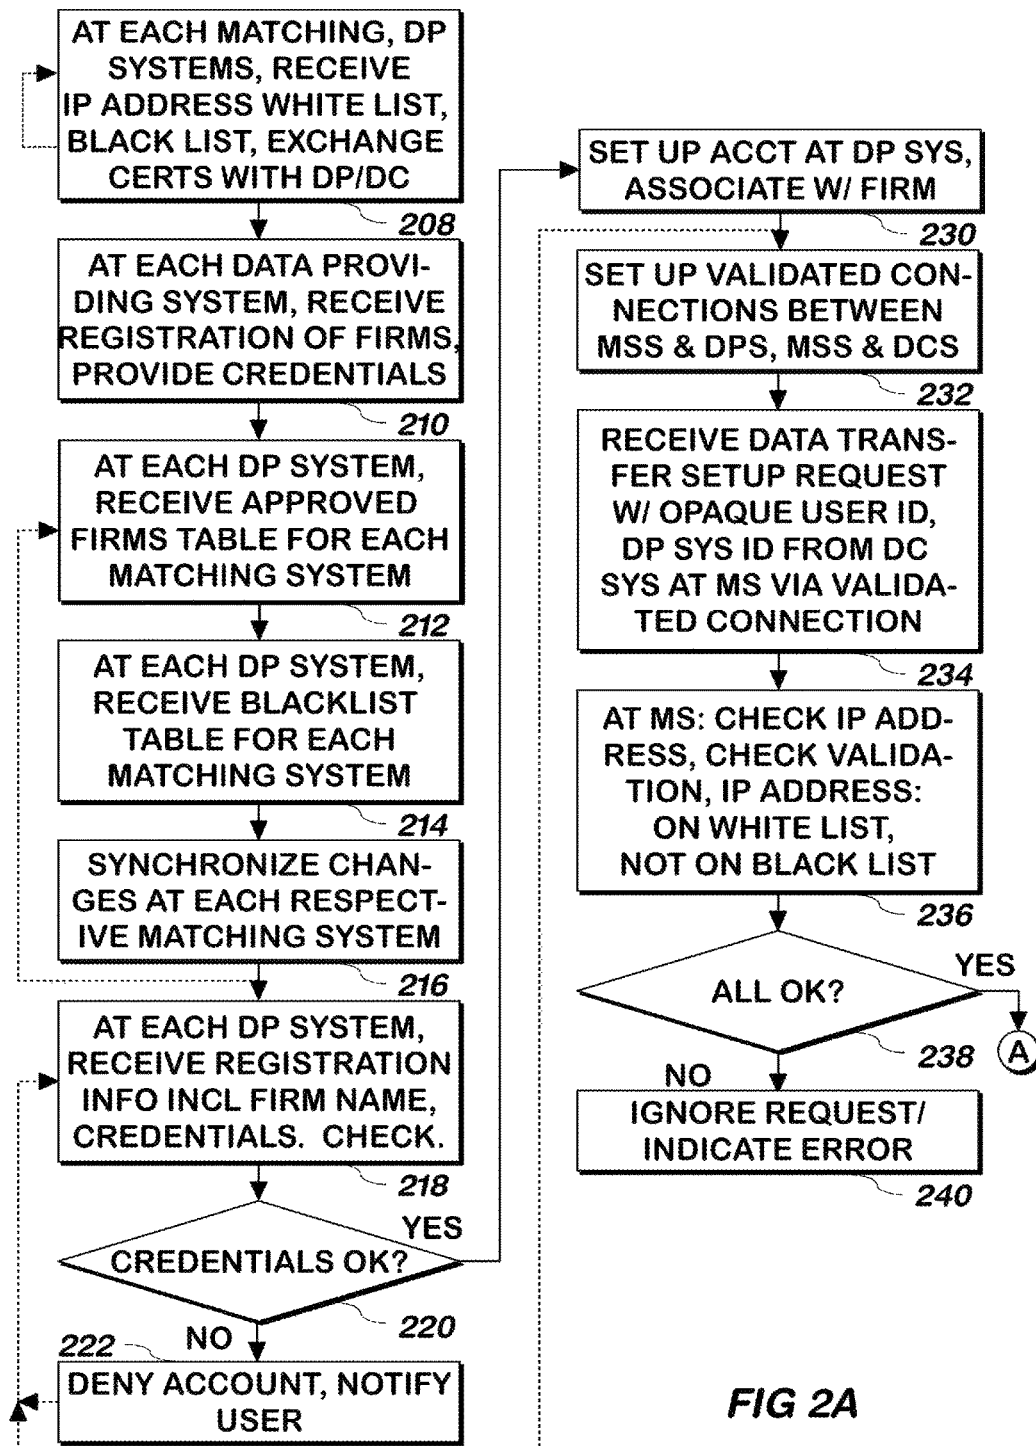 AT EACH MATCHING, DP
SYSTEMS, RECEIVE
IP ADDRESS WHITE LIST,
BLACK LIST, EXCHANGE
CERTS WITH DP/DC
208
AT EACH DATA PROVI-
DING SYSTEM, RECEIVE
REGISTRATION OF FIRMS,
PROVIDE CREDENTIALS
210
AT EACH DP SYSTEM,
RECEIVE APPROVED
FIRMS TABLE FOR EACH
MATCHING SYSTEM
212
AT EACH DP SYSTEM,
RECEIVE BLACKLIST
TABLE FOR EACH
MATCHING SYSTEM
214
SYNCHRONIZE CHAN-
GES AT EACH RESPECT-
IVE MATCHING SYSTEM
216
AT EACH DP SYSTEM,
RECEIVE REGISTRATION
INFO INCL FIRM NAME,
CREDENTIALS. CHECK.
218
YES
CREDENTIALS OK?
220
NO
222
DENY ACCOUNT, NOTIFY
USER
SET UP ACCT AT DP SYS,
ASSOCIATE W/ FIRM
230
SET UP VALIDATED CON-
NECTIONS BETWEEN
MSS & DPS, MSS & DCS
232
RECEIVE DATA TRANS-
FER SETUP REQUEST
W/ OPAQUE USER ID,
DP SYS ID FROM DC
SYS AT MS VIA VALIDA-
TED CONNECTION
234
AT MS: CHECK IP ADD-
RESS, CHECK VALIDA-
TION, IP ADDRESS:
ON WHITE LIST,
NOT ON BLACK LIST
236
YES
ALL OK?
238
A
NO
IGNORE REQUEST/
INDICATE ERROR
240
FIG 2A